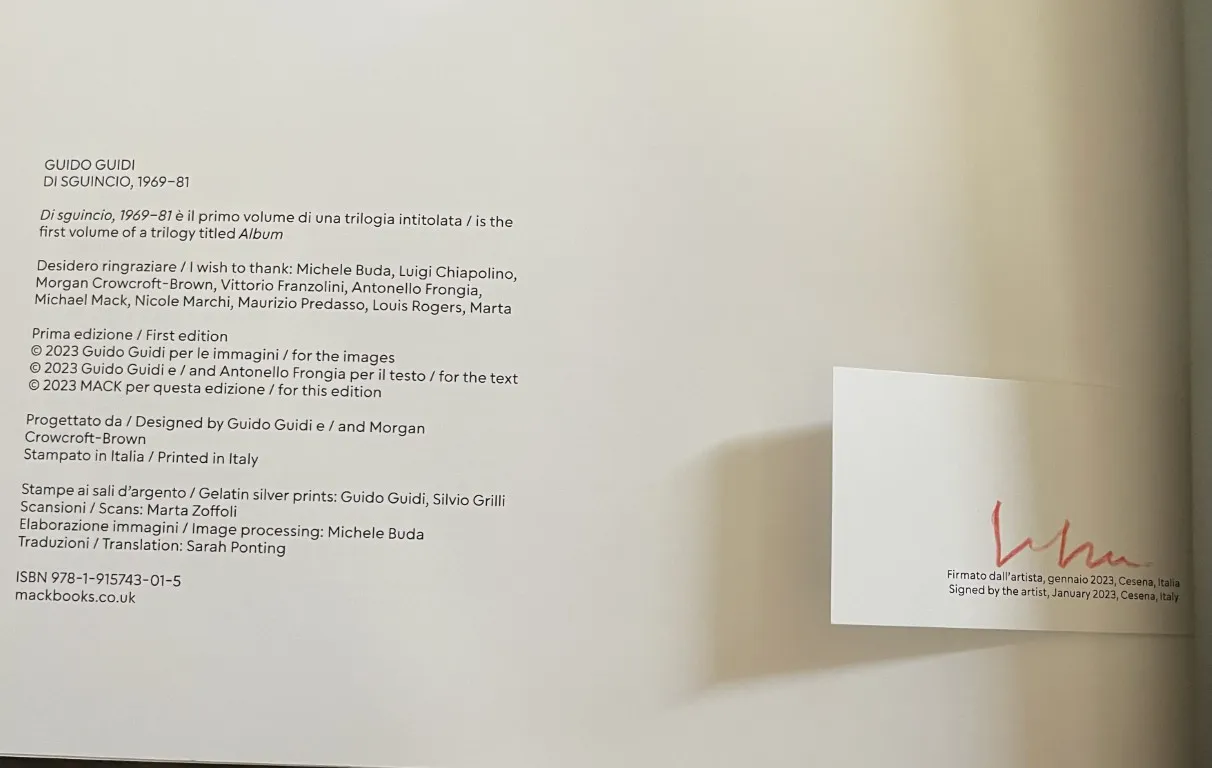 GUIDO GUIDI
DI SGUINCIO, 1969–81
Di sguincio, 1969–81 è il primo volume di una trilogia intitolata / is the
first volume of a trilogy titled Album
Desidero ringraziare / I wish to thank: Michele Buda, Luigi Chiapolino,
Morgan Crowcroft-Brown, Vittorio Franzolini, Antonello Frongia,
Michael Mack, Nicole Marchi, Maurizio Predasso, Louis Rogers, Marta
Prima edizione / First edition
© 2023 Guido Guidi per le immagini / for the images
© 2023 Guido Guidi e / and Antonello Frongia per il testo / for the text
© 2023 MACK per questa edizione / for this edition
Progettato da / Designed by Guido Guidi e / and Morgan
Crowcroft-Brown
Stampato in Italia / Printed in Italy
Stampe ai sali d'argento / Gelatin silver prints: Guido Guidi, Silvio Grilli
Scansioni / Scans: Marta Zoffoli
Elaborazione immagini / Image processing: Michele Buda
Traduzioni / Translation: Sarah Ponting
ISBN 978-1-915743-01-5
mackbooks.co.uk
Firmato dall'artista, gennaio 2023, Cesena, Italia
Signed by the artist, January 2023, Cesena, Italy